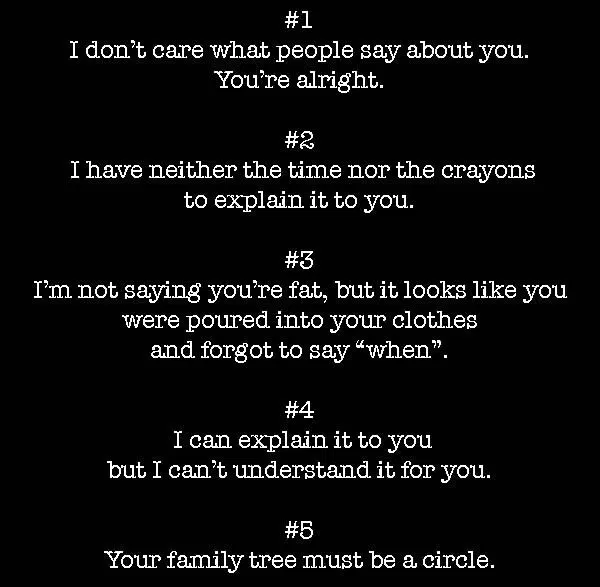 #1
I don't care what people say about you.
You're alright.
#2
I have neither the time nor the crayons
to explain it to you.
#3
I'm not saying you're fat, but it looks like you
were poured into your clothes
and forgot to say “when”.
#4
I can explain it to you
but I can't understand it for you.
#5
Your family tree must be a circle.